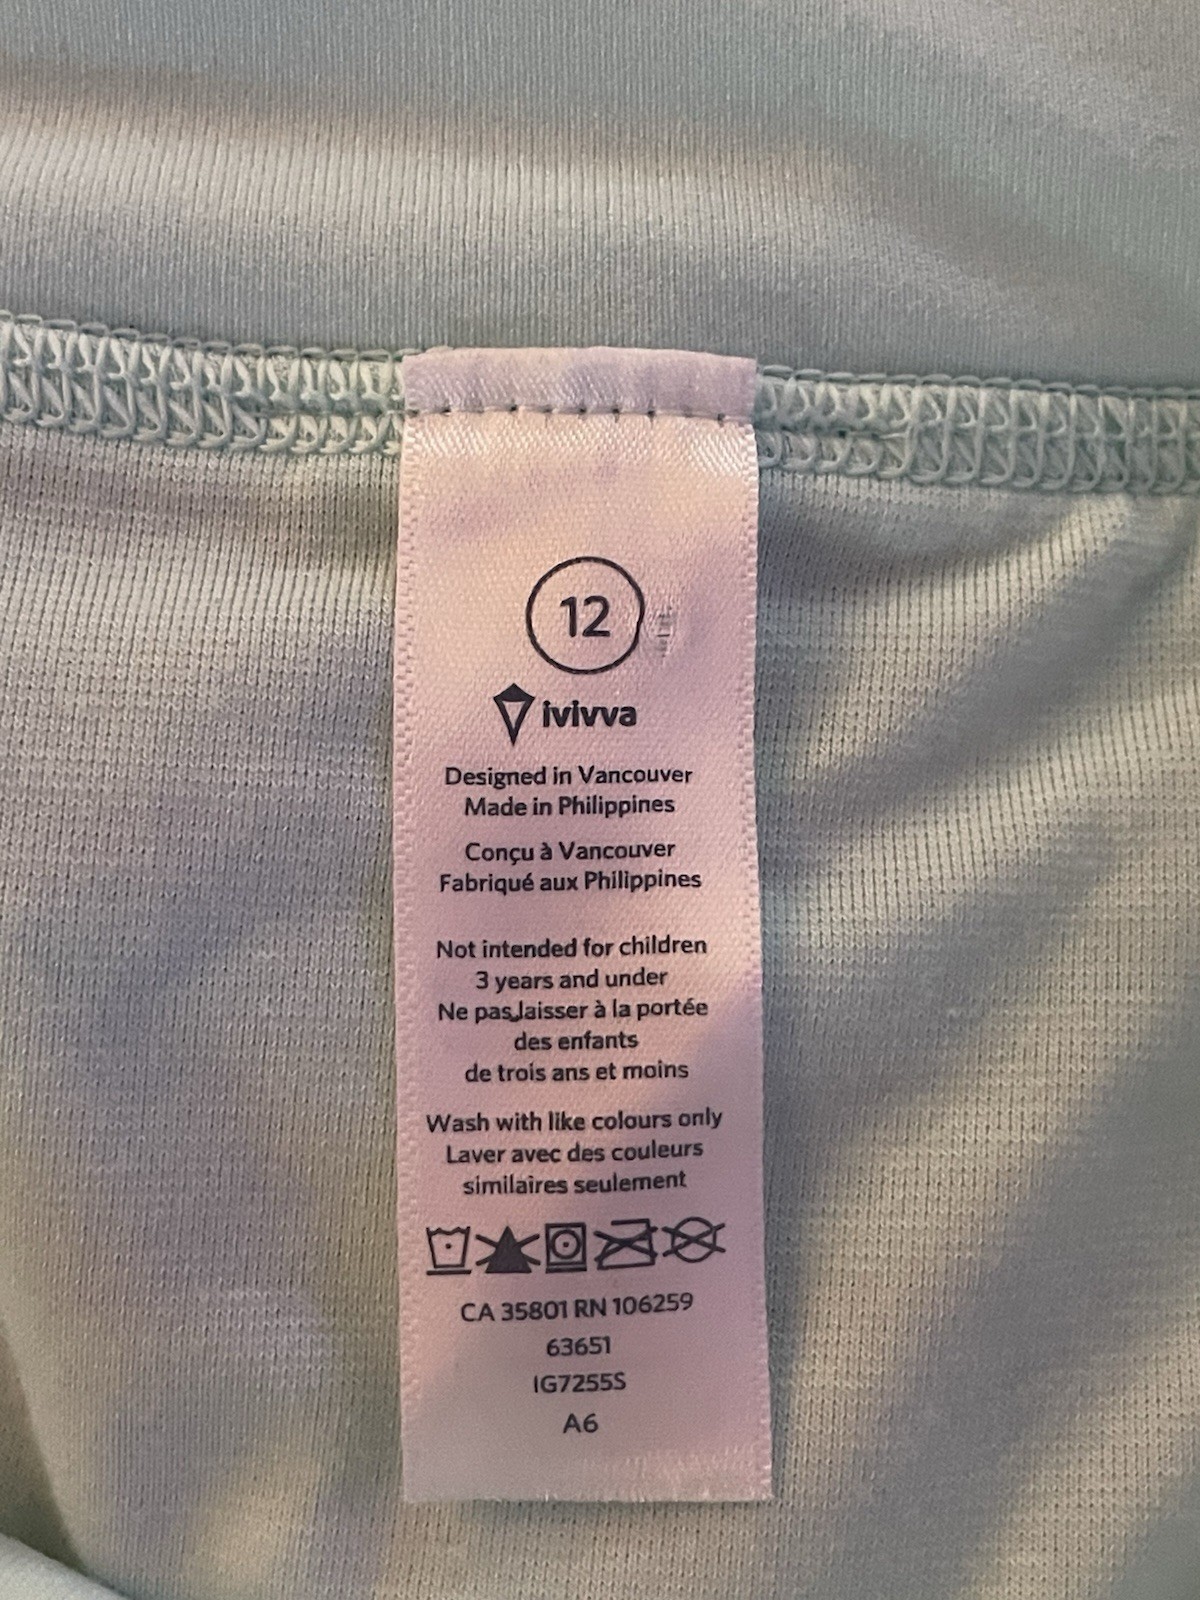 12
ivivva
Designed in Vancouver
Made in Philippines
Conçu à Vancouver
Fabriqué aux Philippines
Not intended for children
3 years and under
Ne pas laisser à la portée
des enfants
de trois ans et moins
Wash with like colours only
Laver avec des couleurs
similaires seulement
CA 35801 RN 106259
63651
IG7255S
A6